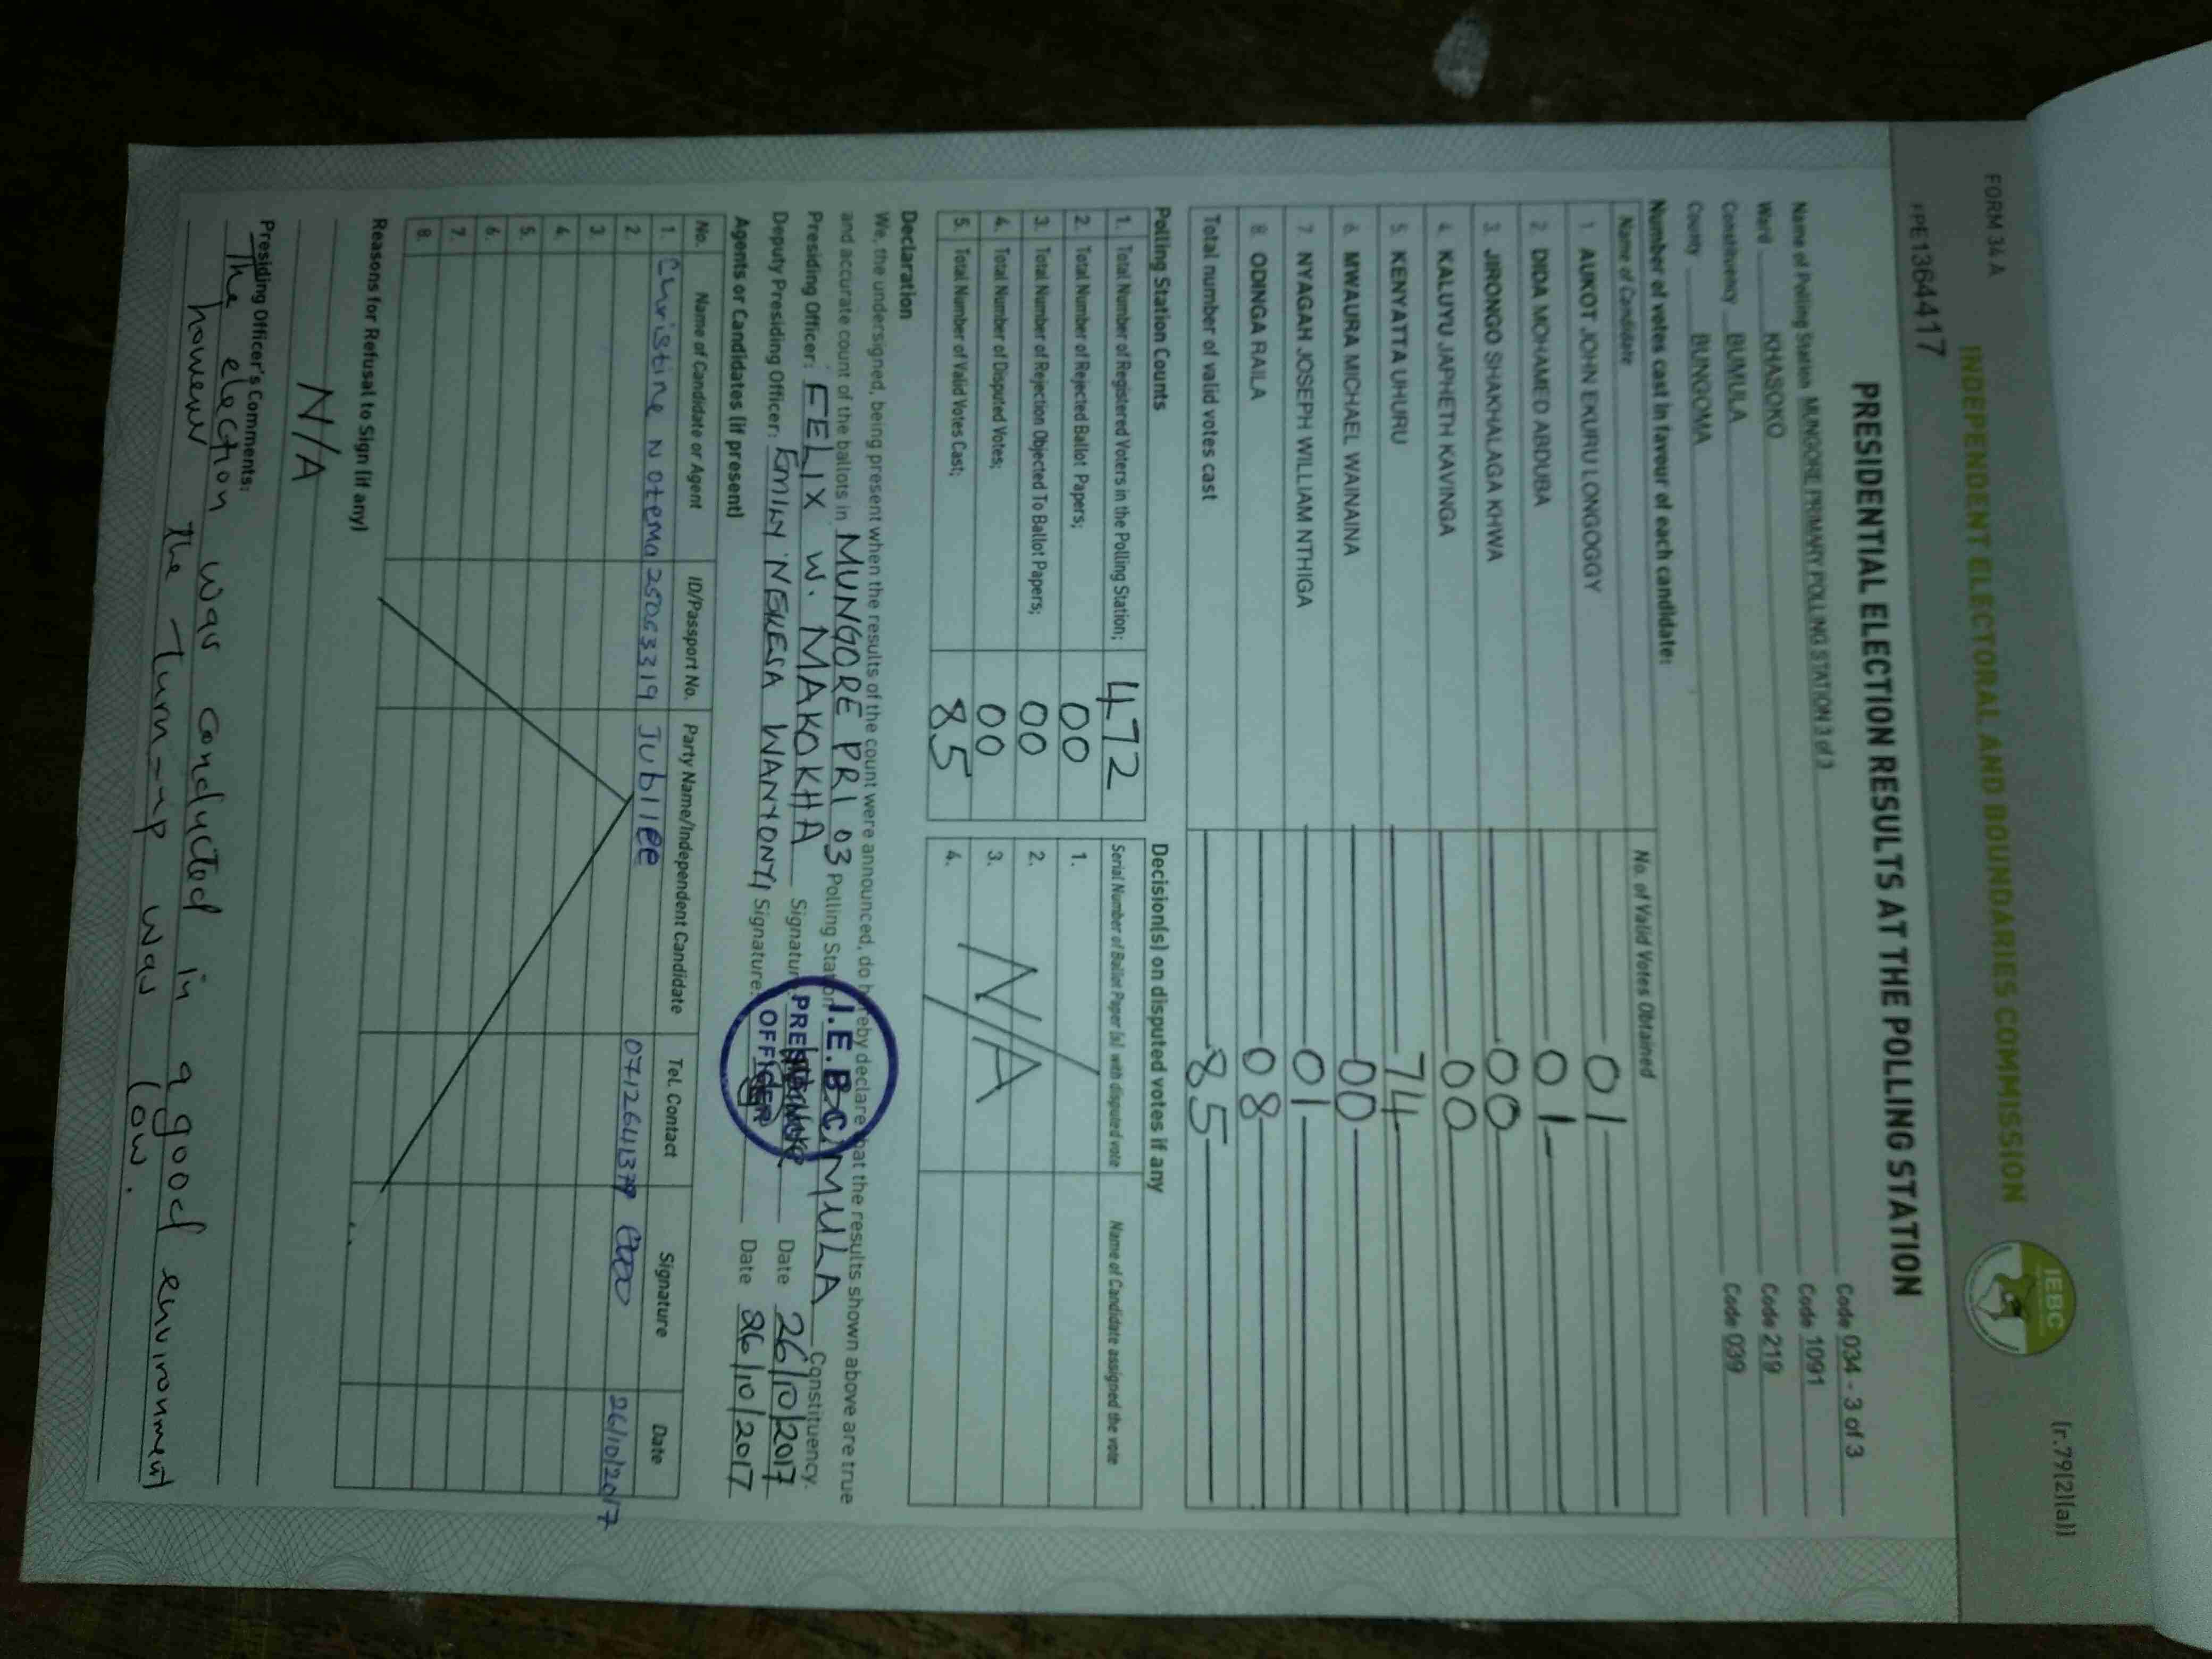 FORM 34 A
[r.79(2)(a)]
INDEPENDENT ELECTORAL AND BOUNDARIES COMMISSION
IEBC
PE1364417
PRESIDENTIAL ELECTION RESULTS AT THE POLLING STATION
Name of Polling Station MUNGORE PRIMARY POLLING STATION 3 of 3 Code 034 - 3 of 3
Ward KHASOKO Code 1091
Constituency BUMULA Code 219
County BUNGOMA Code 039
Number of votes cast in favour of each candidate:
Name of Candidate No. of Valid Votes Obtained
1. AUKOT JOHN EKURU LONGOGGY 01
2. DIDA MOHAMED ABDUBA 01
3. JIRONGO SHAKHALAGA KHWA 00
4. KALUYU JAPHETH KAVINGA 00
5. KENYATTA UHURU 74
6. MWAURA MICHAEL WAINAINA 00
7. NYAGAH JOSEPH WILLIAM NTHIGA 01
8. ODINGA RAILA 08
Total number of valid votes cast 85
Polling Station Counts
1. Total Number of Registered Voters in the Polling Station; 472
2. Total Number of Rejected Ballot Papers; 00
3. Total Number of Rejection Objected To Ballot Papers; 00
4. Total Number of Disputed Votes; 00
5. Total Number of Valid Votes Cast; 85
Decision(s) on disputed votes if any
Serial Number of Ballot Paper (s) with disputed vote Name of Candidate assigned the vote
1.
2.
3.
4.
N/A
Declaration
We, the undersigned, being present when the results of the count were announced, do hereby declare that the results shown above are true
and accurate count of the ballots in MUNGORE PRI 03 Polling Station BUMULA Constituency.
Presiding Officer: FELIX W. MAKOKHA Signature Date 26/10/2017
Deputy Presiding Officer: EMILY NEKESA WANYONYI Signature: Date 26/10/2017
I.E.B.C
PRESIDING
OFFICER
Agents or Candidates (if present)
No. Name of Candidate or Agent ID/Passport No. Party Name/Independent Candidate Tel. Contact Signature Date
1. Christine N Otema 25063319 Jubilee 0712641379 26/10/2017
2.
3.
4.
5.
6.
7.
8.
Reasons for Refusal to Sign (if any)
N/A
Presiding Officer's Comments:
The election was conducted in a good environment
however the turn-up was low.